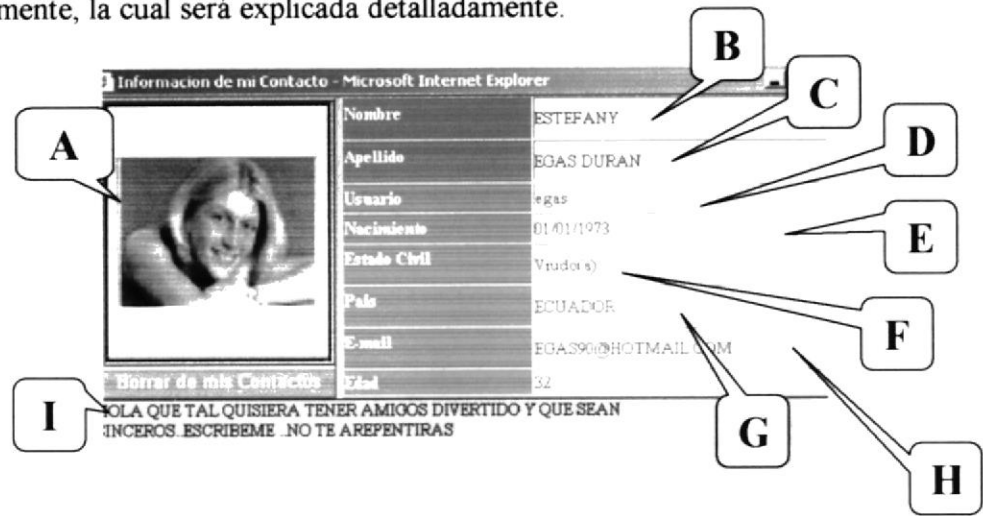 mente, la cual será explicada detalladamente.
B
Informacion de mi Contacto - Microsoft Internet Explorer
C
A
Nombre ESTEFANY
Apellido EGAS DURAN
D
Usuario egas
Nacimiento 01/01/1973
E
Estado Civil Viudo(a)
Pais ECUADOR
F
E-mail EGAS90@HOTMAIL.COM
Borrar de mis Contactos Edad 32
I
HOLA QUE TAL QUISIERA TENER AMIGOS DIVERTIDO Y QUE SEAN
SINCEROS..ESCRIBEME ..NO TE AREPENTIRAS
G
H